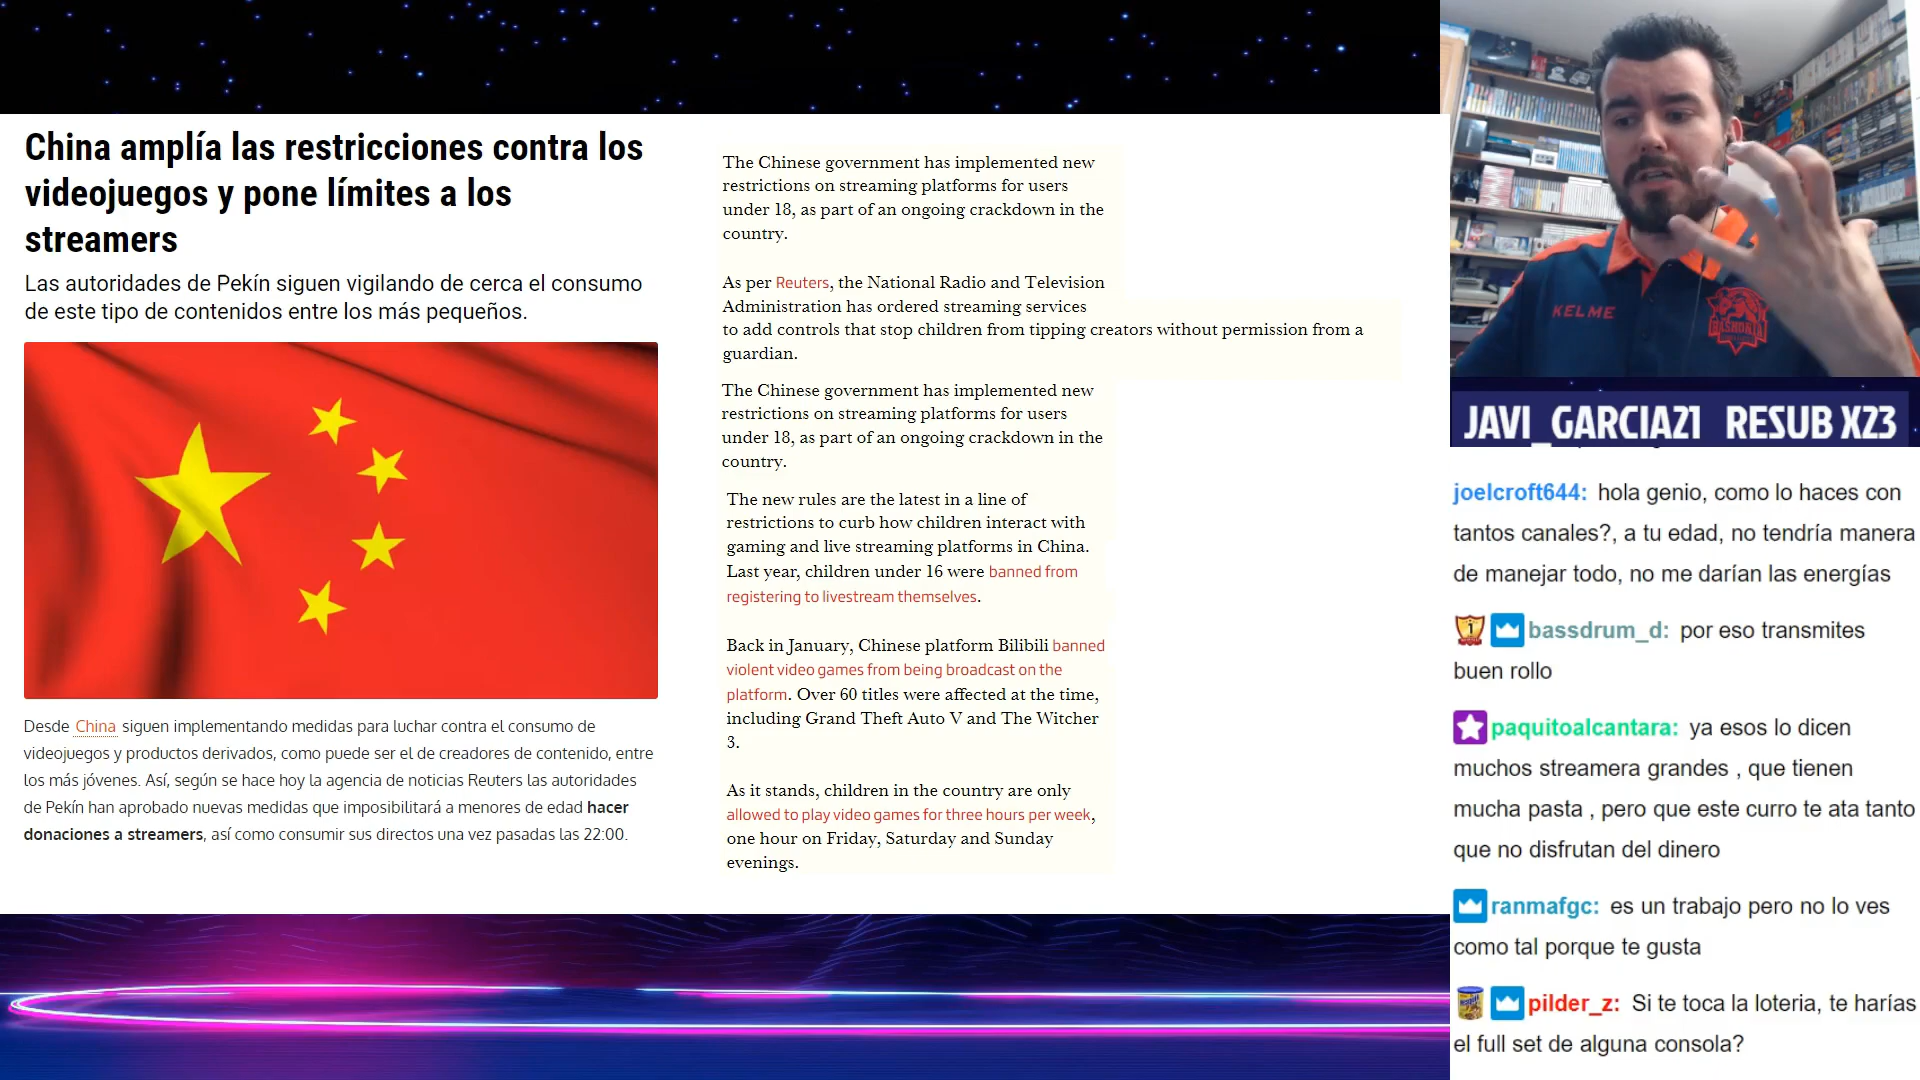 China amplía las restricciones contra los
videojuegos y pone límites a los
streamers
Las autoridades de Pekín siguen vigilando de cerca el consumo
de este tipo de contenidos entre los más pequeños.
Desde China siguen implementando medidas para luchar contra el consumo de
videojuegos y productos derivados, como puede ser el de creadores de contenido, entre
los más jóvenes. Así, según se hace hoy la agencia de noticias Reuters las autoridades
de Pekín han aprobado nuevas medidas que imposibilitará a menores de edad hacer
donaciones a streamers, así como consumir sus directos una vez pasadas las 22:00.
The Chinese government has implemented new
restrictions on streaming platforms for users
under 18, as part of an ongoing crackdown in the
country.
As per Reuters, the National Radio and Television
Administration has ordered streaming services
to add controls that stop children from tipping creators without permission from a
guardian.
The Chinese government has implemented new
restrictions on streaming platforms for users
under 18, as part of an ongoing crackdown in the
country.
The new rules are the latest in a line of
restrictions to curb how children interact with
gaming and live streaming platforms in China.
Last year, children under 16 were banned from
registering to livestream themselves.
Back in January, Chinese platform Bilibili banned
violent video games from being broadcast on the
platform. Over 60 titles were affected at the time,
including Grand Theft Auto V and The Witcher
3.
As it stands, children in the country are only
allowed to play video games for three hours per week,
one hour on Friday, Saturday and Sunday
evenings.
KELME
BASKONIA
JAVI_GARCIA21 RESUB X23
joelcroft644: hola genio, como lo haces con
tantos canales?, a tu edad, no tendría manera
de manejar todo, no me darían las energías
1
bassdrum_d: por eso transmites
buen rollo
paquitoalcantara: ya esos lo dicen
muchos streamera grandes , que tienen
mucha pasta , pero que este curro te ata tanto
que no disfrutan del dinero
ranmafgc: es un trabajo pero no lo ves
como tal porque te gusta
pilder_z: Si te toca la loteria, te harías
el full set de alguna consola?